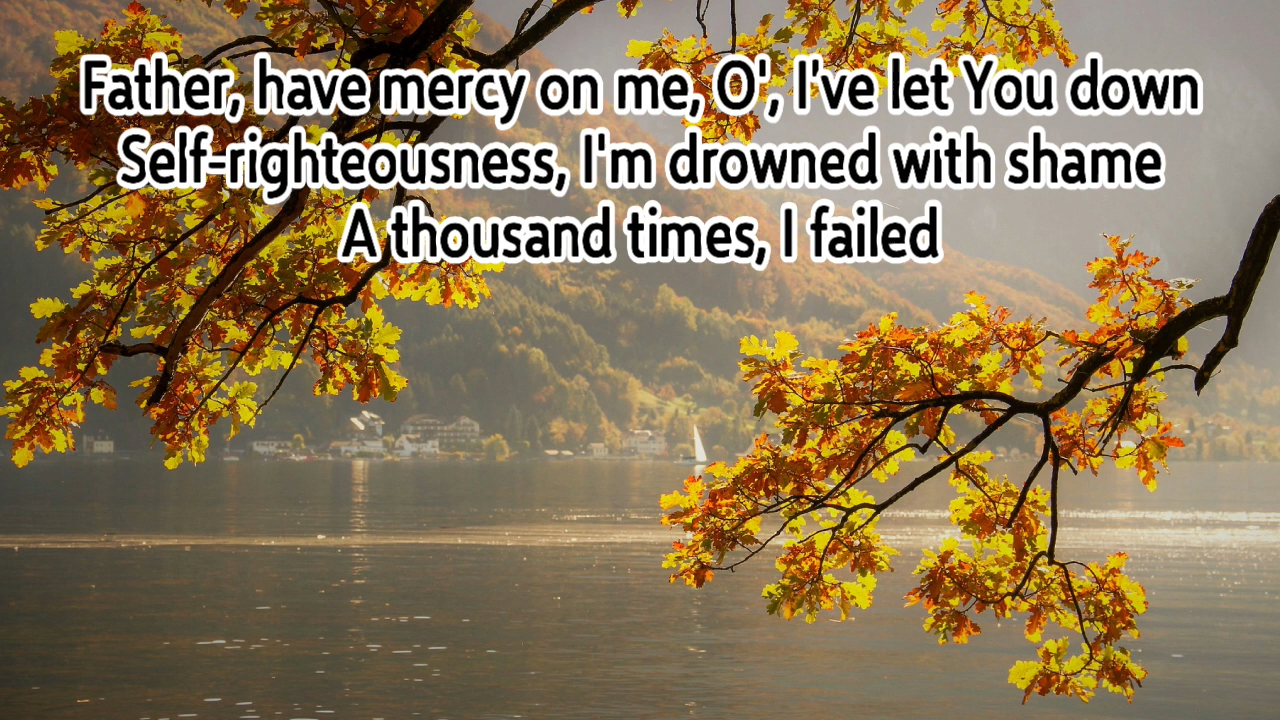 Father, have mercy on me, O', I've let You down
Self-righteousness, I'm drowned with shame
A thousand times, I failed